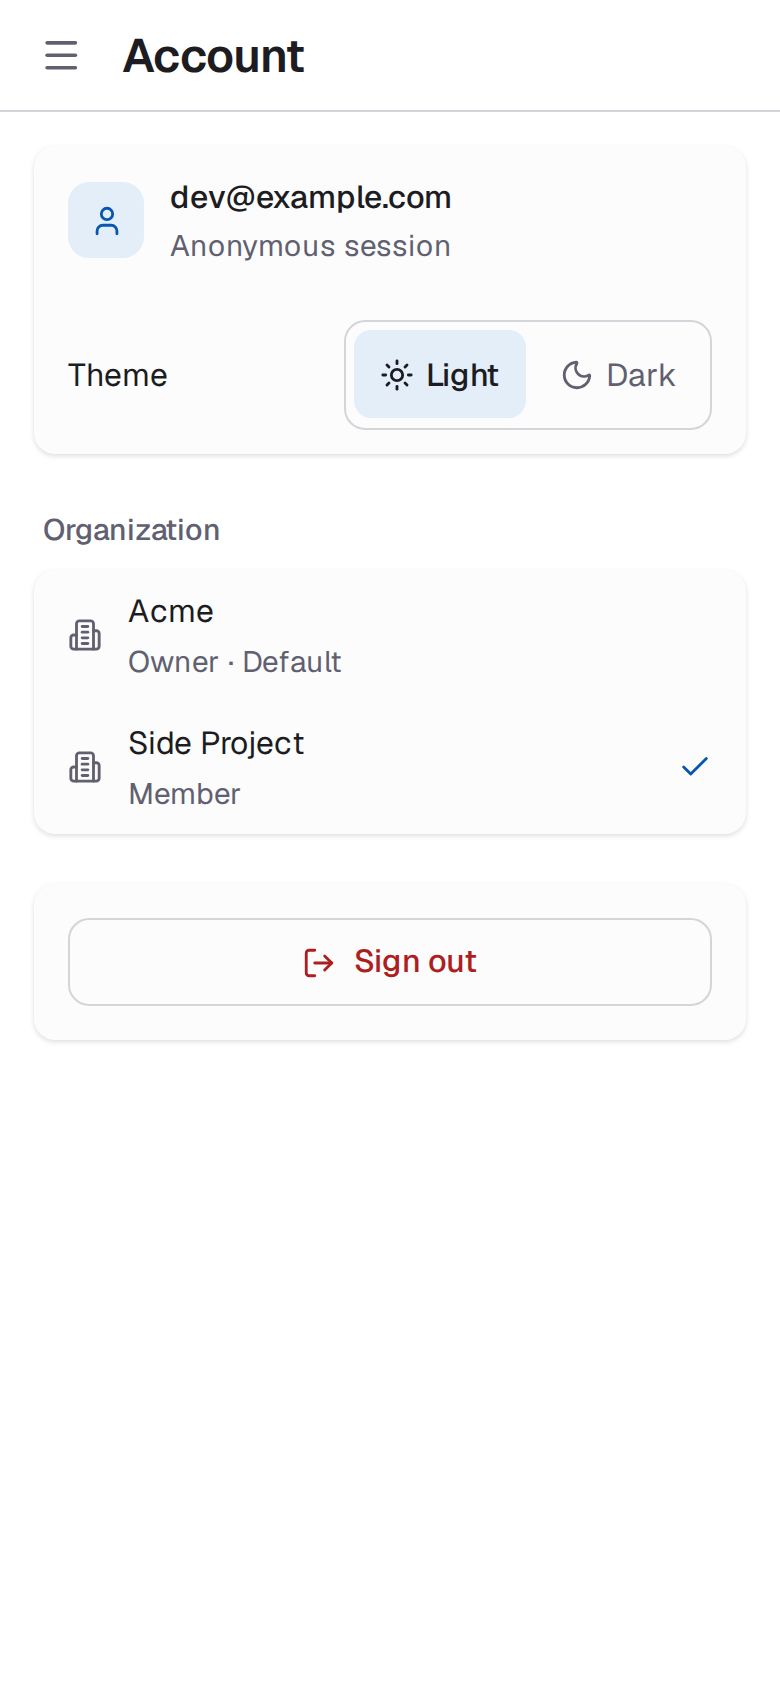 Account
dev@example.com
Anonymous session
Theme
Light
Dark
Organization
Acme
Owner · Default
Side Project
Member
Sign out